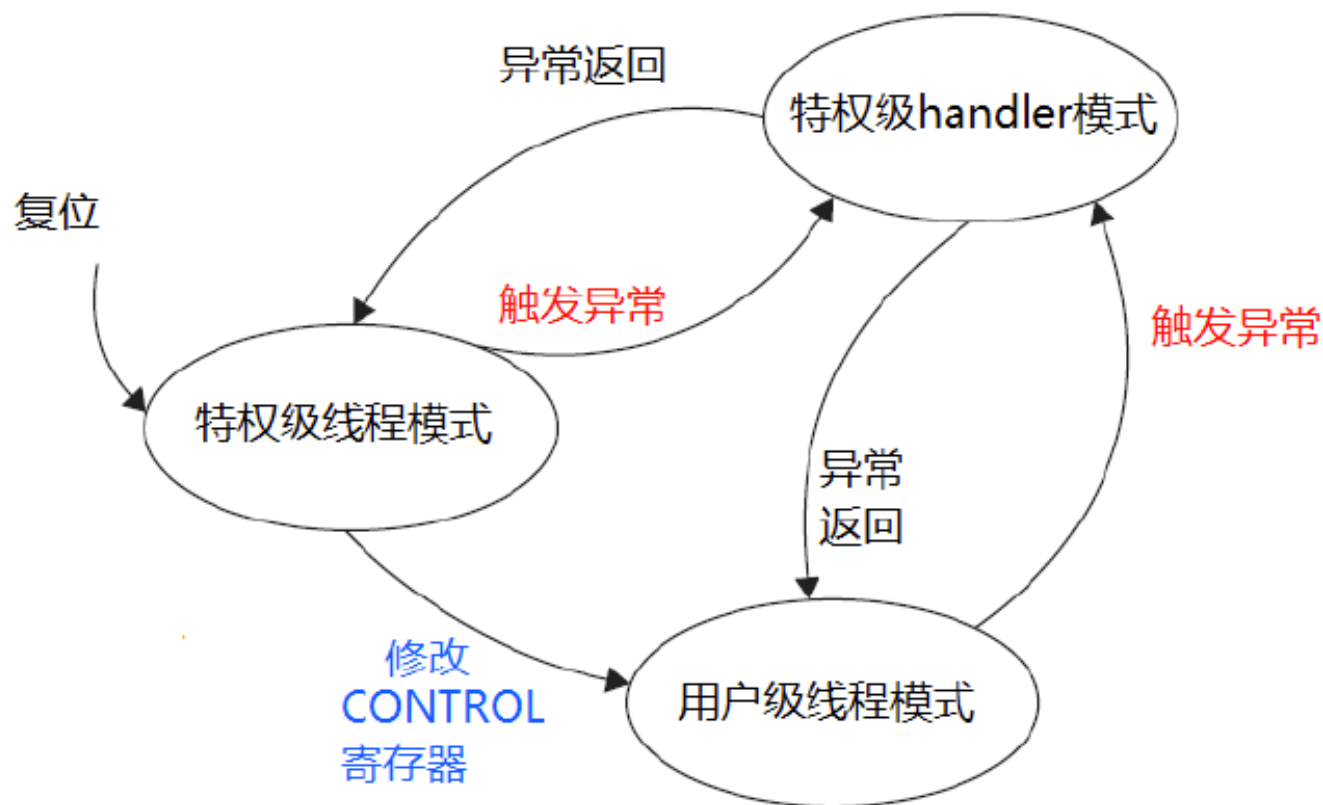 异常返回
特权级handler模式
复位
触发异常
触发异常
特权级线程模式
异常
返回
修改
CONTROL
寄存器
用户级线程模式